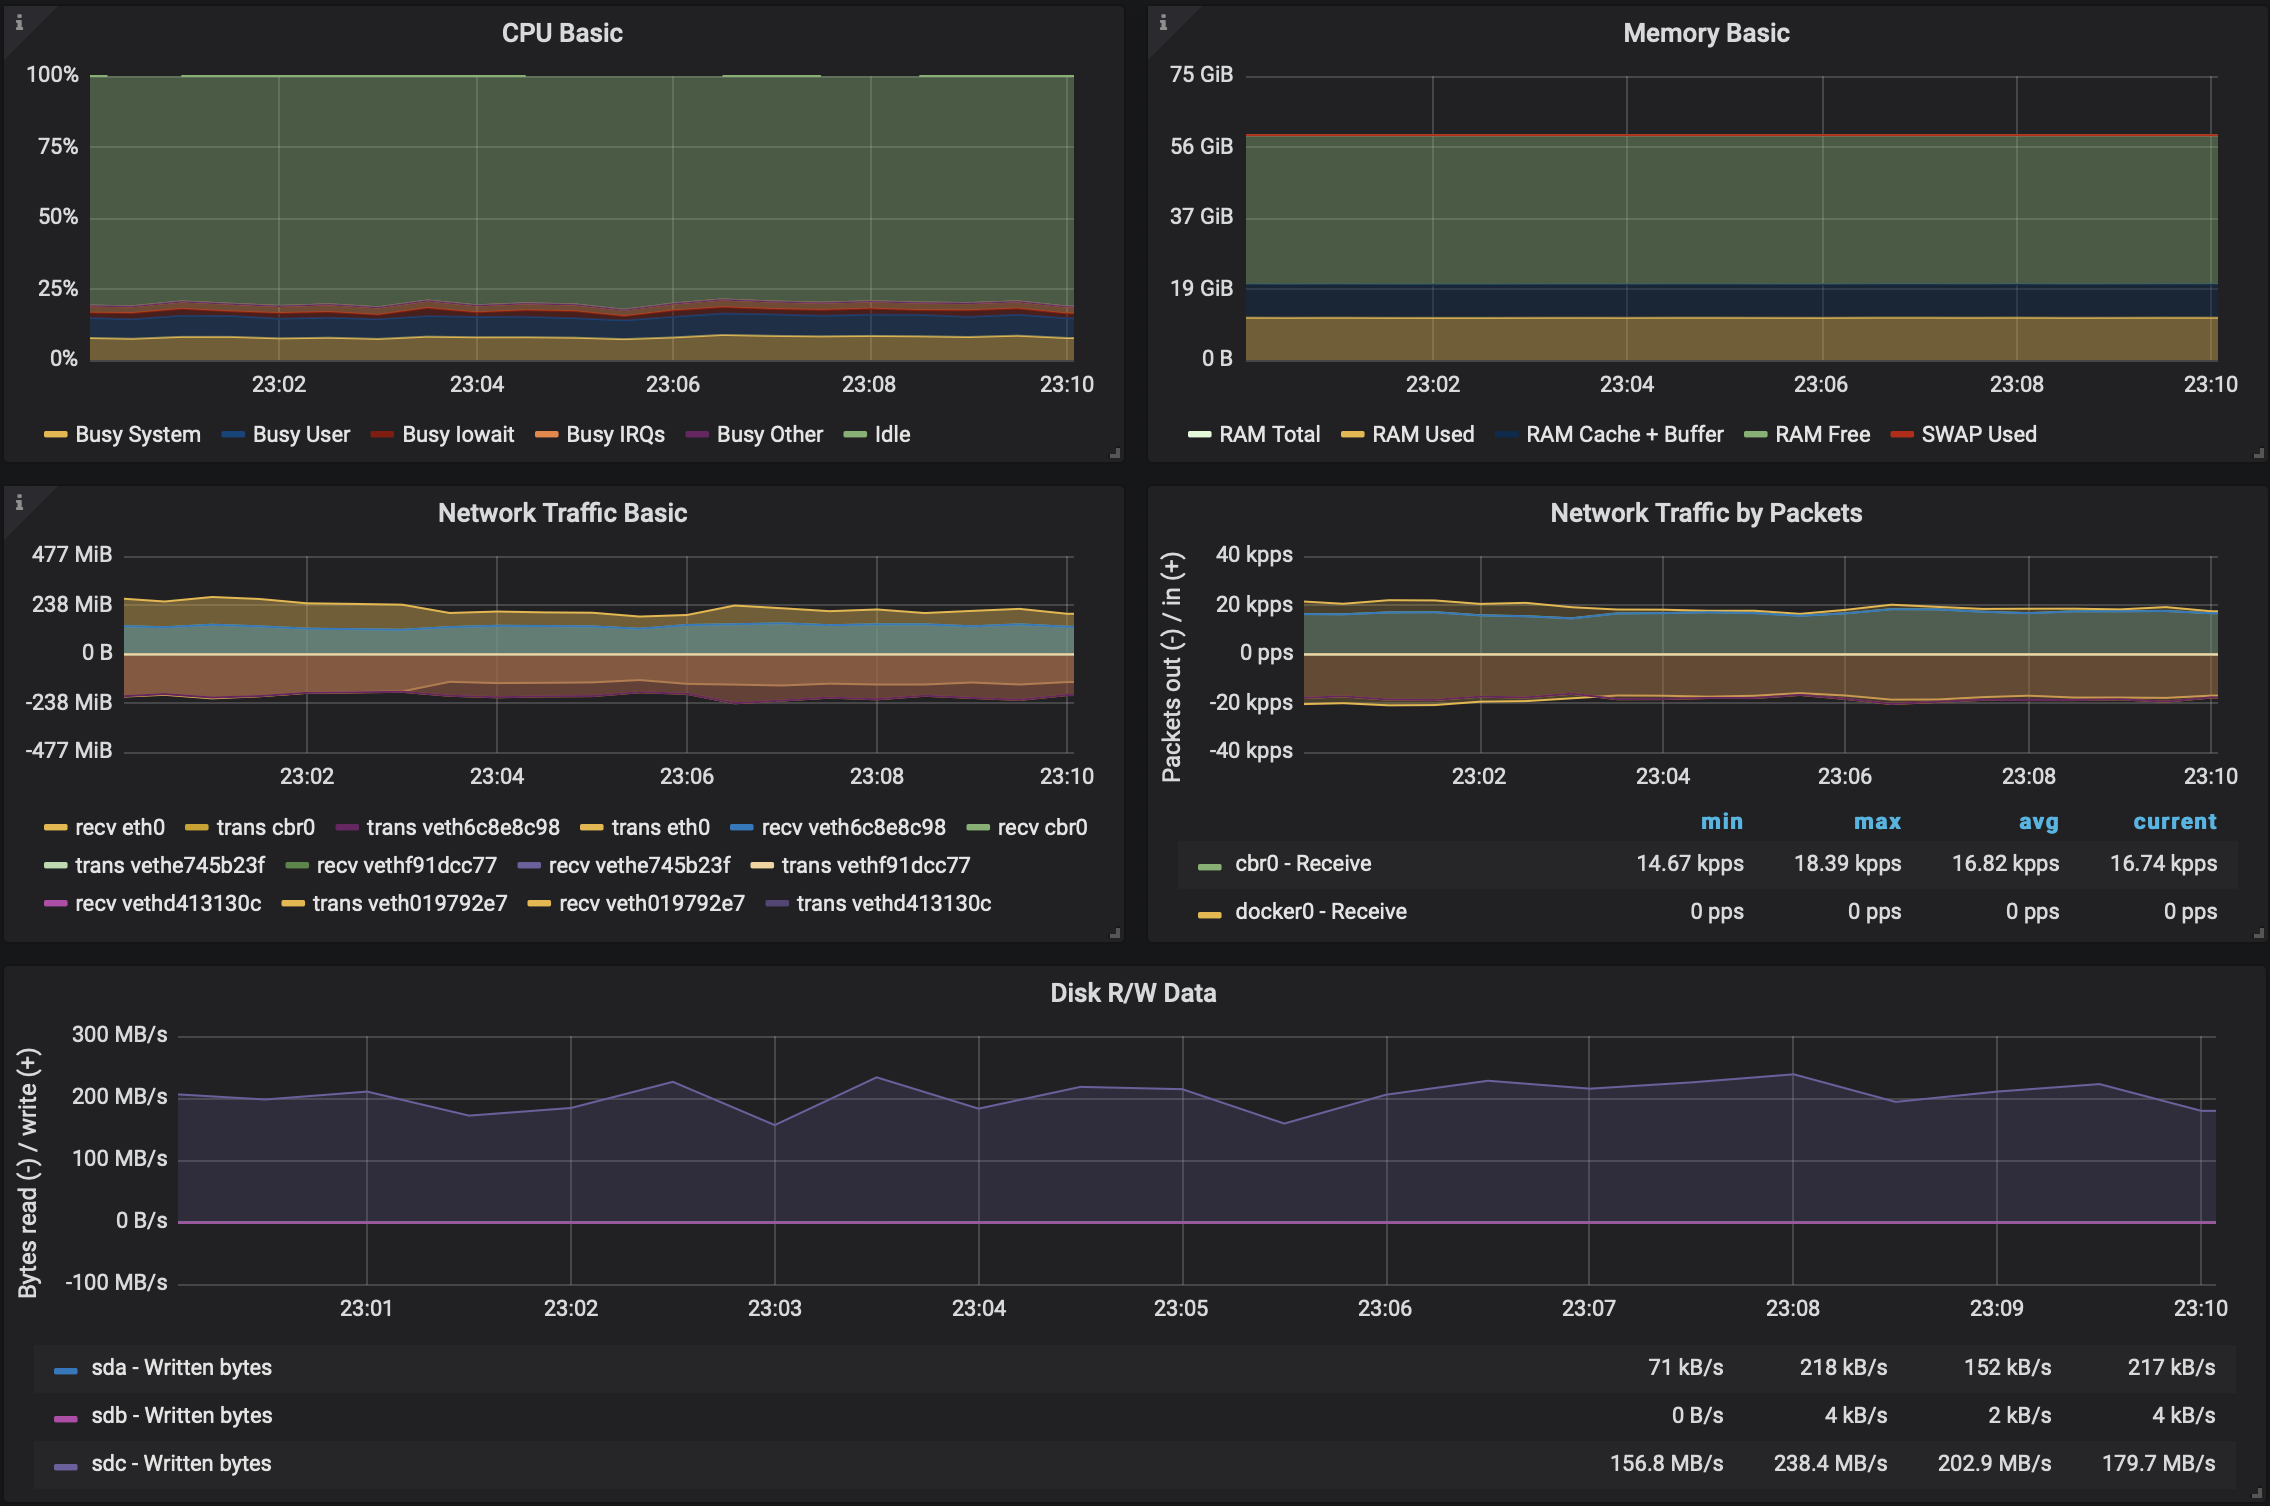 CPU Basic
100%
75%
50%
25%
0%
23:02 23:04 23:06 23:08 23:10
Busy System Busy User Busy Iowait Busy IRQs Busy Other Idle
Memory Basic
75 GiB
56 GiB
37 GiB
19 GiB
0 B
23:02 23:04 23:06 23:08 23:10
RAM Total RAM Used RAM Cache + Buffer RAM Free SWAP Used
Network Traffic Basic
477 MiB
238 MiB
0 B
-238 MiB
-477 MiB
23:02 23:04 23:06 23:08 23:10
recv eth0 trans cbr0 trans veth6c8e8c98 trans eth0 recv veth6c8e8c98 recv cbr0
trans vethe745b23f recv vethf91dcc77 recv vethe745b23f trans vethf91dcc77
recv vethd413130c trans veth019792e7 recv veth019792e7 trans vethd413130c
Network Traffic by Packets
Packets out (-) / in (+)
40 kpps
20 kpps
0 pps
-20 kpps
-40 kpps
23:02 23:04 23:06 23:08 23:10
min max avg current
cbr0 - Receive 14.67 kpps 18.39 kpps 16.82 kpps 16.74 kpps
docker0 - Receive 0 pps 0 pps 0 pps 0 pps
Disk R/W Data
Bytes read (-) / write (+)
300 MB/s
200 MB/s
100 MB/s
0 B/s
-100 MB/s
23:01 23:02 23:03 23:04 23:05 23:06 23:07 23:08 23:09 23:10
sda - Written bytes 71 kB/s 218 kB/s 152 kB/s 217 kB/s
sdb - Written bytes 0 B/s 4 kB/s 2 kB/s 4 kB/s
sdc - Written bytes 156.8 MB/s 238.4 MB/s 202.9 MB/s 179.7 MB/s